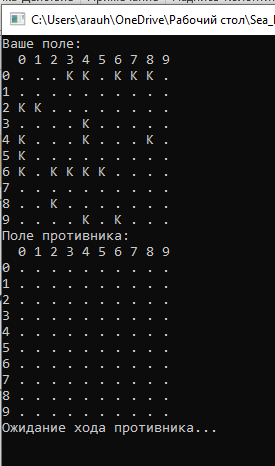 C:\Users\arauh\OneDrive\Рабочий стол\Sea_
Ваше поле:
  0 1 2 3 4 5 6 7 8 9
0 . . . К К . К К К .
1 . . . . . . . . . .
2 К К . . . . . . . .
3 . . . . К . . . . .
4 К . . . К . . . К .
5 К . . . . . . . . .
6 К . К К К К . . . .
7 . . . . . . . . . .
8 . . К . . . . . . .
9 . . . . К . К . . .
Поле противника:
  0 1 2 3 4 5 6 7 8 9
0 . . . . . . . . . .
1 . . . . . . . . . .
2 . . . . . . . . . .
3 . . . . . . . . . .
4 . . . . . . . . . .
5 . . . . . . . . . .
6 . . . . . . . . . .
7 . . . . . . . . . .
8 . . . . . . . . . .
9 . . . . . . . . . .
Ожидание хода противника...